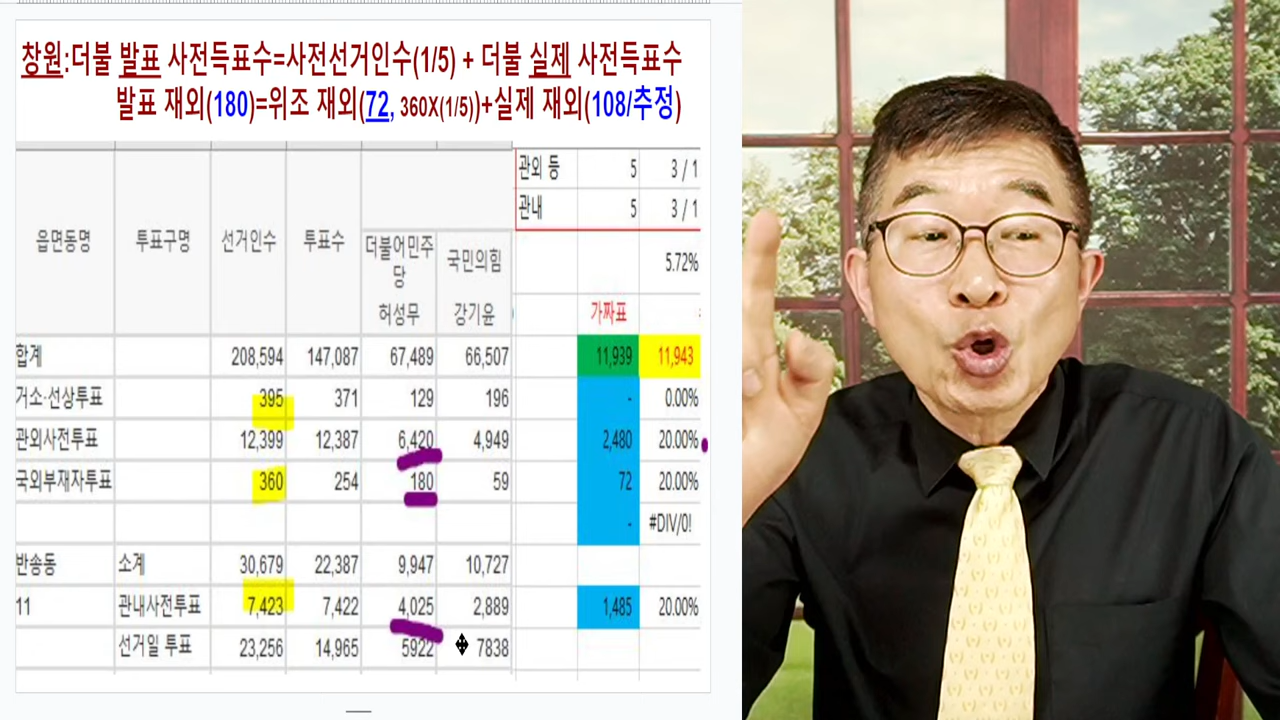 창원:더불 발표 사전득표수=사전선거인수(1/5) + 더불 실제 사전득표수
발표 재외(180)=위조 재외(72, 360X(1/5))+실제 재외(108/추정)
관외 등 5 3 / 1
관내 5 3 / 1
읍면동명 투표구명 선거인수 투표수 더불어민주당 허성무 국민의힘 강기윤
5.72%
가짜표
합계 208,594 147,087 67,489 66,507 11,939 11,943
거소·선상투표 395 371 129 196 - 0.00%
관외사전투표 12,399 12,387 6,420 4,949 2,480 20.00%
국외부재자투표 360 254 180 59 72 20.00%
- #DIV/0!
반송동 소계 30,679 22,387 9,947 10,727
11 관내사전투표 7,423 7,422 4,025 2,889 1,485 20.00%
선거일 투표 23,256 14,965 5922 7838